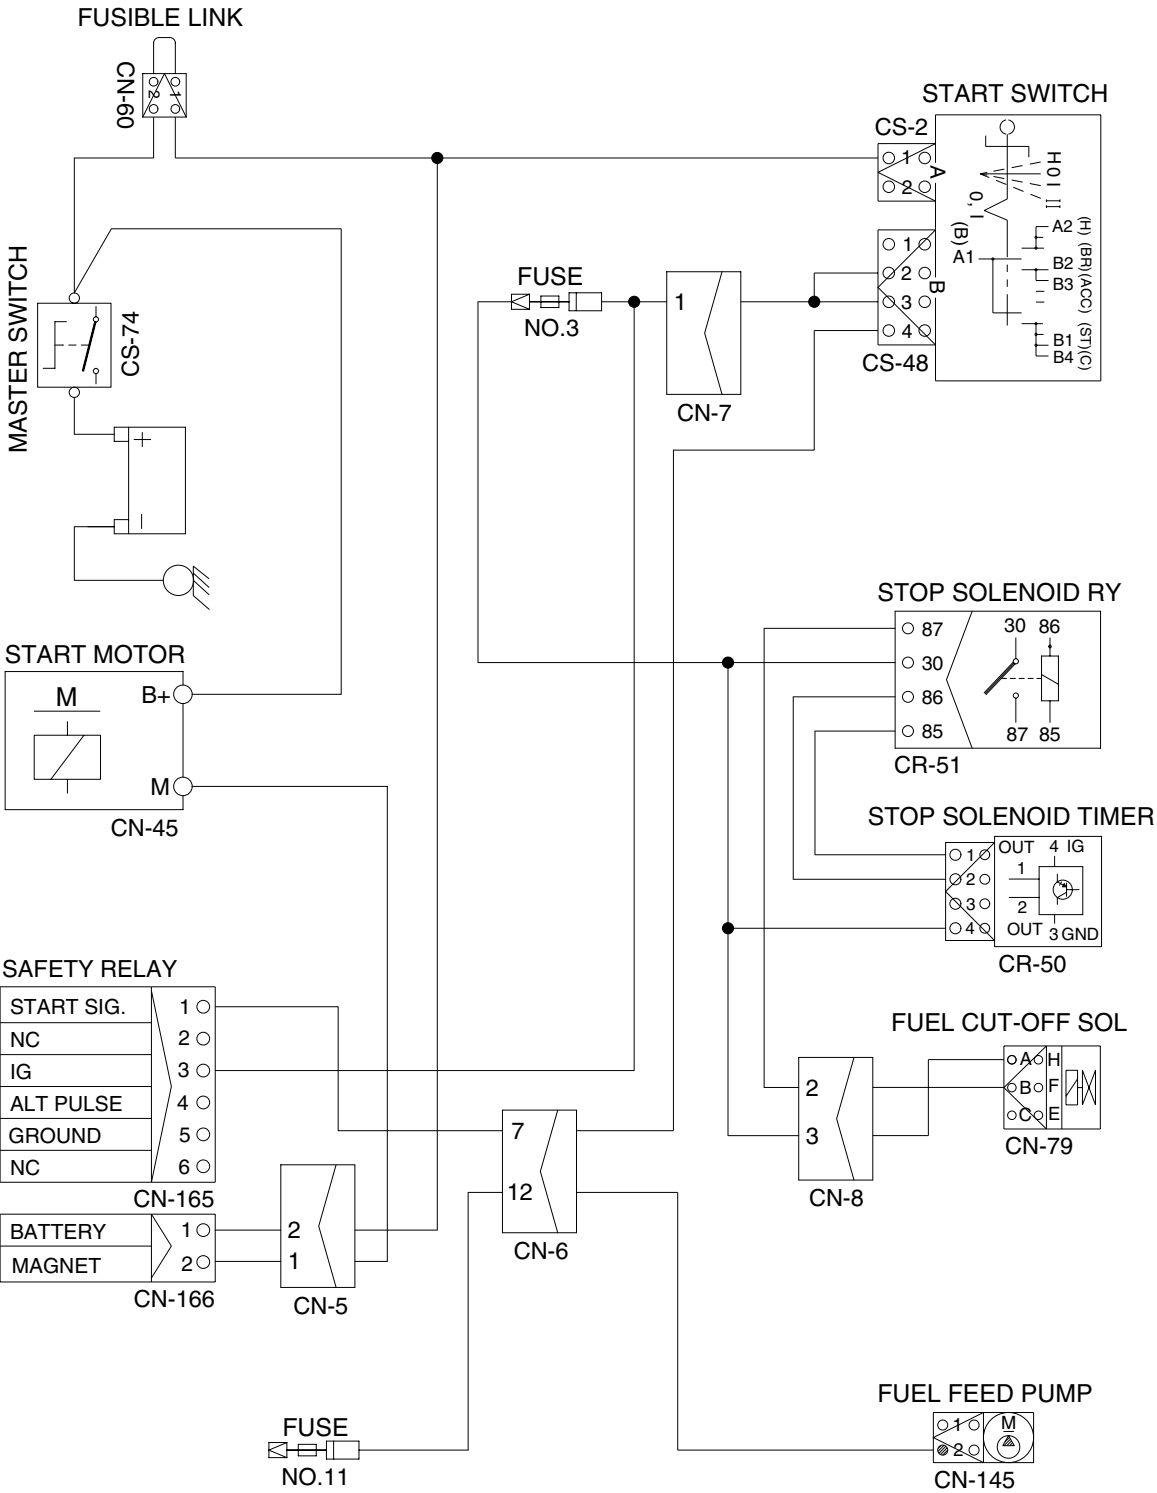 FUSIBLE LINK
CN-60
2 1
START SWITCH
CS-2
1
2
A
H O I II
0, I
(B)
A1
A2 (H)
B2 (BR)
B3 (ACC)
B1 (ST)
B4 (C)
1
2
3
4
B
CS-48
FUSE
NO.3
1
CN-7
MASTER SWITCH
CS-74
+
-
START MOTOR
M
B+
M
CN-45
STOP SOLENOID RY
87
30
86
85
30 86
87 85
CR-51
STOP SOLENOID TIMER
1
2
3
4
OUT 4 IG
1
2
OUT 3 GND
CR-50
SAFETY RELAY
START SIG. 1
NC 2
IG 3
ALT PULSE 4
GROUND 5
NC 6
CN-165
BATTERY 1
MAGNET 2
CN-166
2
1
CN-5
7
12
CN-6
FUEL CUT-OFF SOL
A H
B F
C E
CN-79
2
3
CN-8
FUSE
NO.11
FUEL FEED PUMP
1
2
M
CN-145